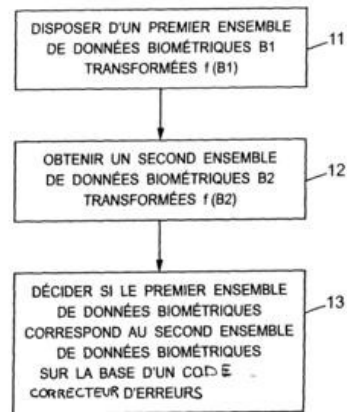 DISPOSER D'UN PREMIER ENSEMBLE
DE DONNÉES BIOMÉTRIQUES B1
TRANSFORMÉES f(B1)
11
OBTENIR UN SECOND ENSEMBLE
DE DONNÉES BIOMÉTRIQUES B2
TRANSFORMÉES f(B2)
12
DÉCIDER SI LE PREMIER ENSEMBLE
DE DONNÉES BIOMÉTRIQUES
CORRESPOND AU SECOND ENSEMBLE
DE DONNÉES BIOMÉTRIQUES
SUR LA BASE D'UN CODE
CORRECTEUR D'ERREURS
13